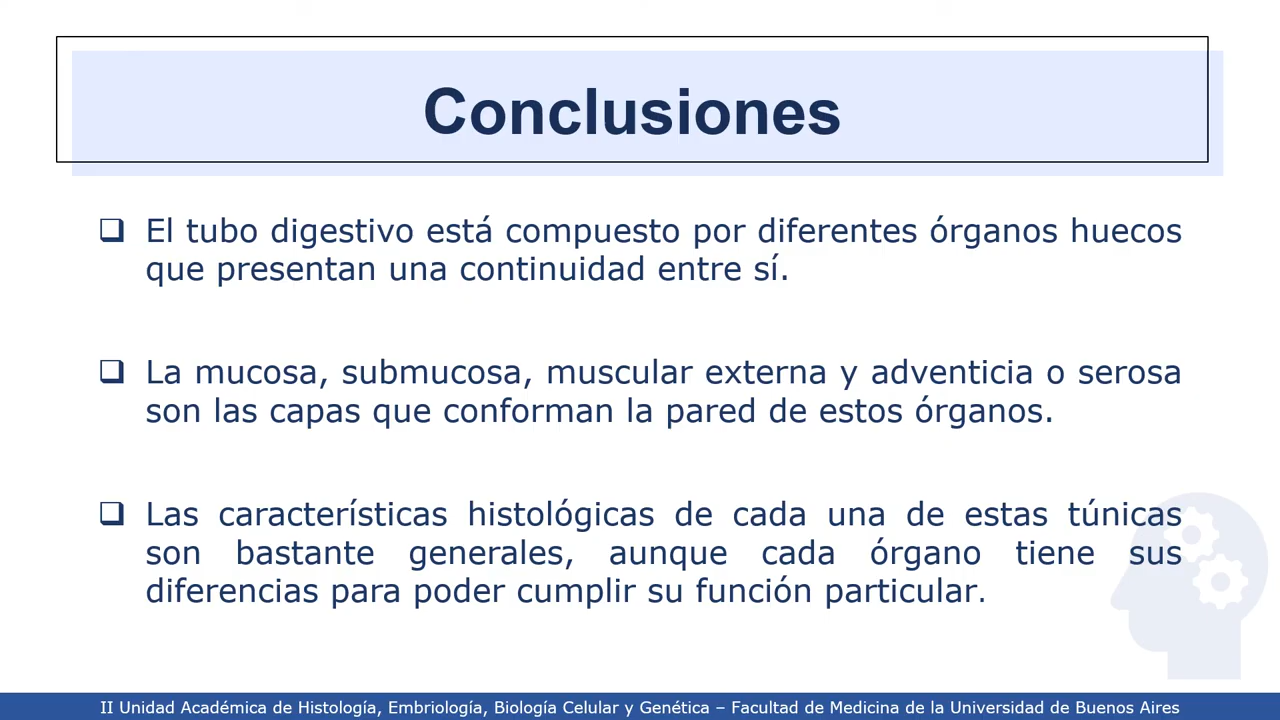 Conclusiones
❑ El tubo digestivo está compuesto por diferentes órganos huecos
que presentan una continuidad entre sí.
❑ La mucosa, submucosa, muscular externa y adventicia o serosa
son las capas que conforman la pared de estos órganos.
❑ Las características histológicas de cada una de estas túnicas
son bastante generales, aunque cada órgano tiene sus
diferencias para poder cumplir su función particular.
II Unidad Académica de Histología, Embriología, Biología Celular y Genética – Facultad de Medicina de la Universidad de Buenos Aires